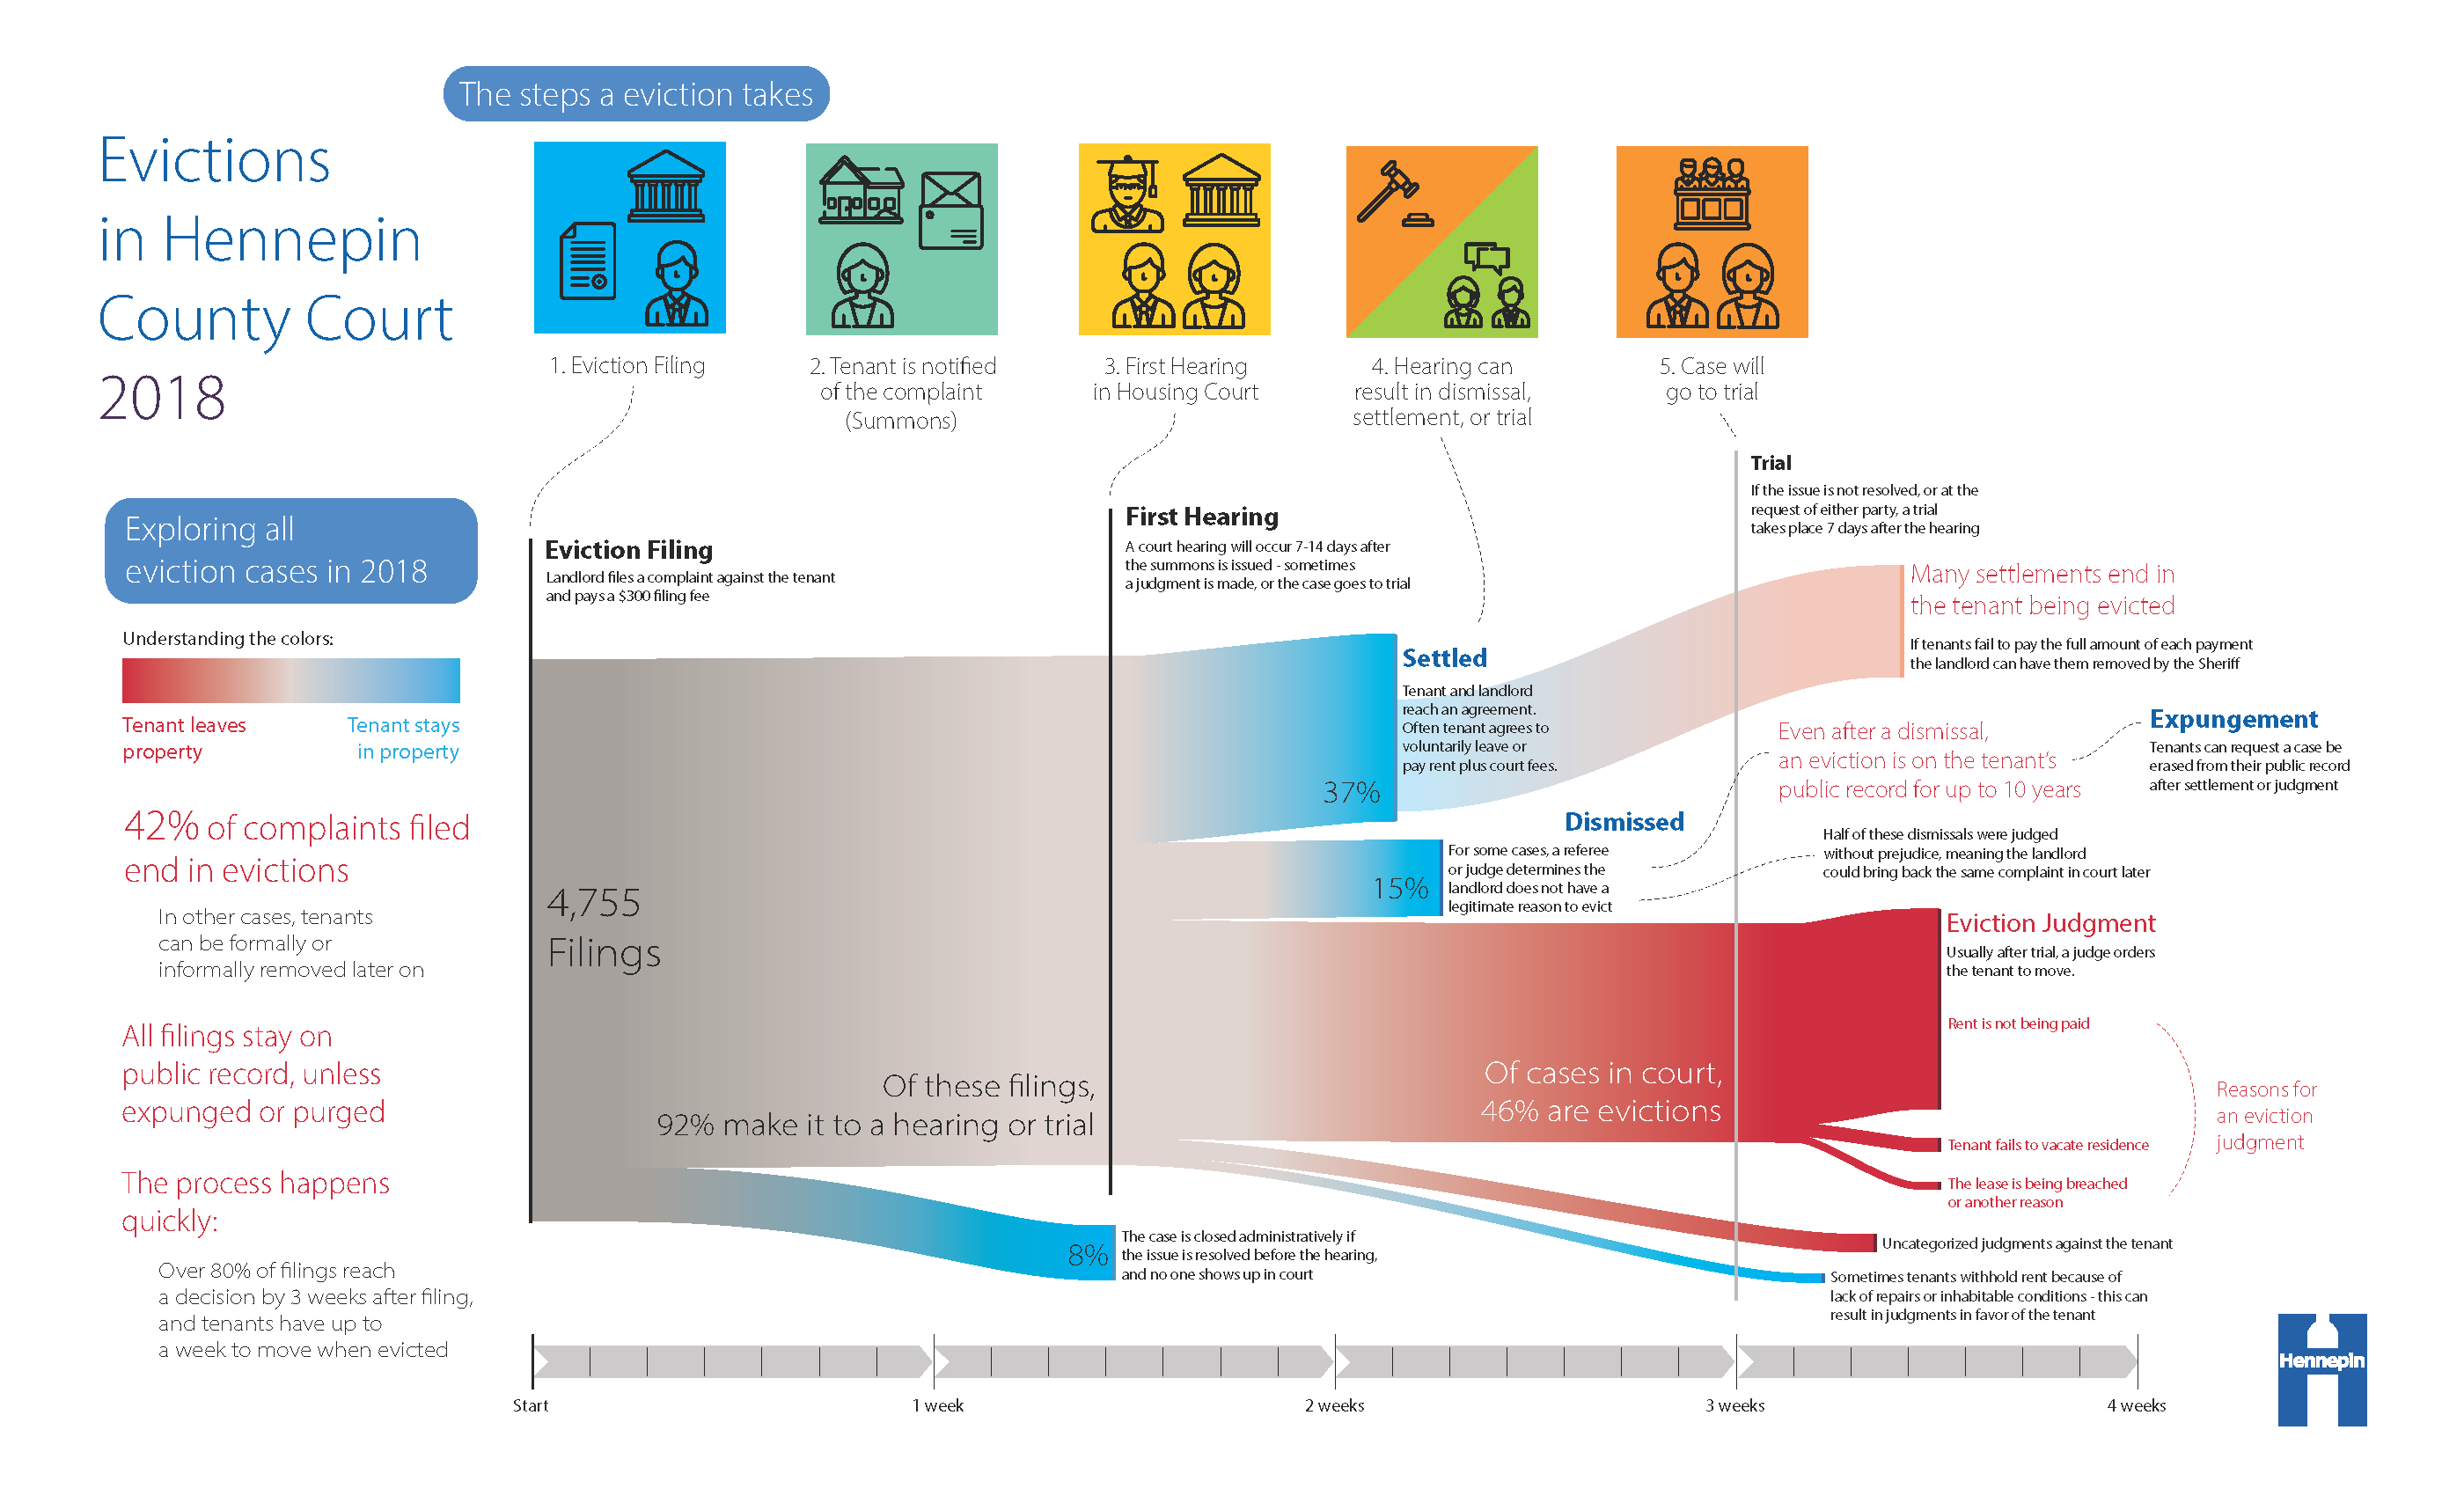 The steps a eviction takes
Evictions
in Hennepin
County Court
2018
1. Eviction Filing
2. Tenant is notified
of the complaint
(Summons)
3. First Hearing
in Housing Court
4. Hearing can
result in dismissal,
settlement, or trial
5. Case will
go to trial
Exploring all
eviction cases in 2018
Understanding the colors:
Tenant leaves
property
Tenant stays
in property
42% of complaints filed
end in evictions
In other cases, tenants
can be formally or
informally removed later on
All filings stay on
public record, unless
expunged or purged
The process happens
quickly:
Over 80% of filings reach
a decision by 3 weeks after filing,
and tenants have up to
a week to move when evicted
Eviction Filing
Landlord files a complaint against the tenant
and pays a $300 filing fee
4,755
Filings
Of these filings,
92% make it to a hearing or trial
First Hearing
A court hearing will occur 7-14 days after
the summons is issued - sometimes
a judgment is made, or the case goes to trial
Trial
If the issue is not resolved, or at the
request of either party, a trial
takes place 7 days after the hearing
Settled
Tenant and landlord
reach an agreement.
Often tenant agrees to
voluntarily leave or
pay rent plus court fees.
37%
Many settlements end in
the tenant being evicted
If tenants fail to pay the full amount of each payment
the landlord can have them removed by the Sheriff
Dismissed
For some cases, a referee
or judge determines the
landlord does not have a
legitimate reason to evict
15%
Even after a dismissal,
an eviction is on the tenant's
public record for up to 10 years
Expungement
Tenants can request a case be
erased from their public record
after settlement or judgment
Half of these dismissals were judged
without prejudice, meaning the landlord
could bring back the same complaint in court later
Of cases in court,
46% are evictions
Eviction Judgment
Usually after trial, a judge orders
the tenant to move.
Rent is not being paid
Tenant fails to vacate residence
The lease is being breached
or another reason
Reasons for
an eviction
judgment
Uncategorized judgments against the tenant
Sometimes tenants withhold rent because of
lack of repairs or inhabitable conditions - this can
result in judgments in favor of the tenant
8%
The case is closed administratively if
the issue is resolved before the hearing,
and no one shows up in court
Start
1 week
2 weeks
3 weeks
4 weeks
Hennepin